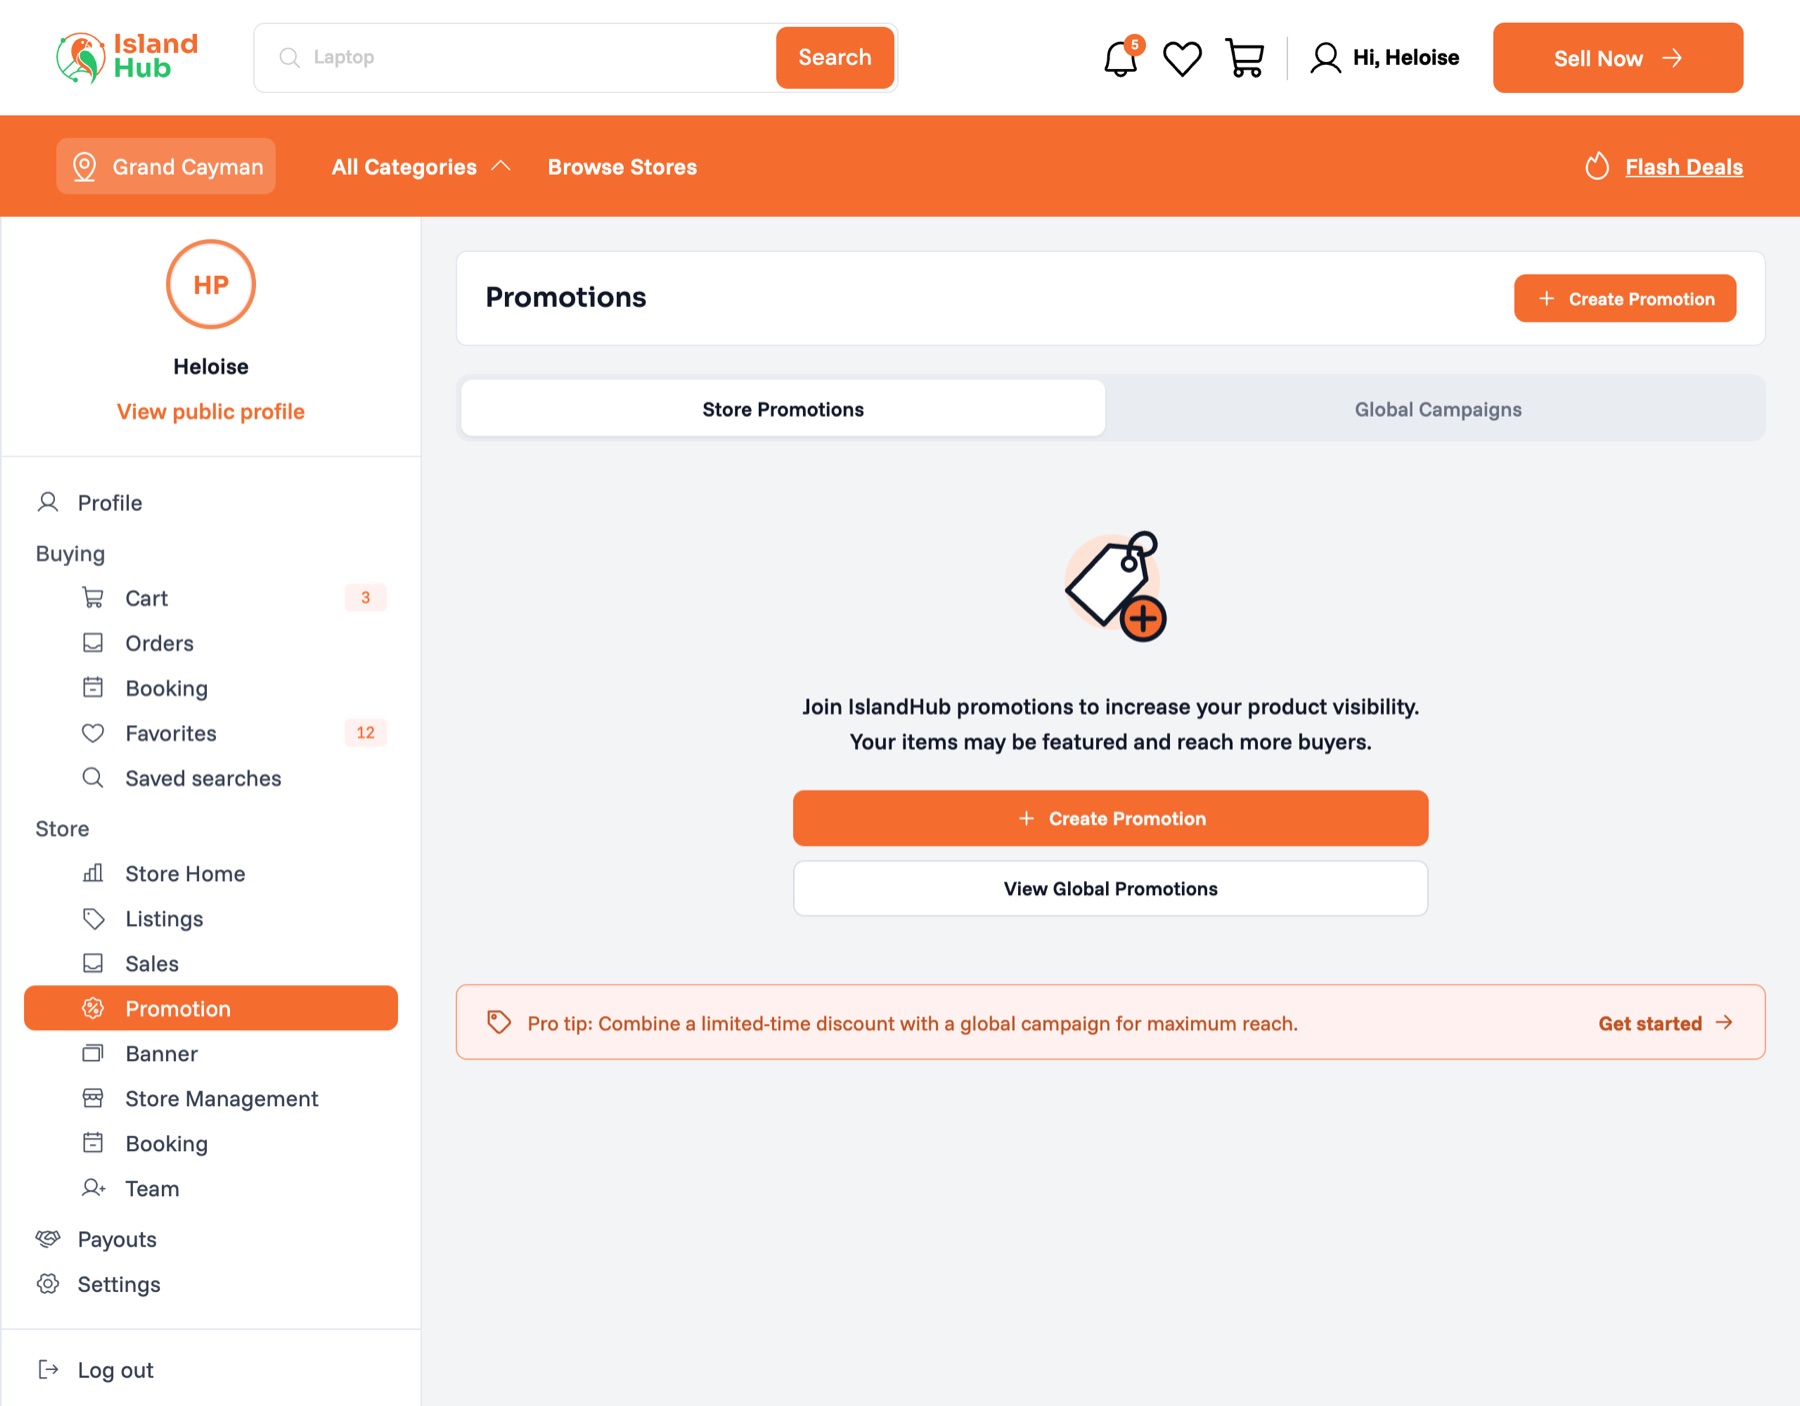 Island
Hub
Laptop
Search
5
Hi, Heloise
Sell Now
Grand Cayman
All Categories
Browse Stores
Flash Deals
HP
Heloise
View public profile
Profile
Buying
Cart
3
Orders
Booking
Favorites
12
Saved searches
Store
Store Home
Listings
Sales
Promotion
Banner
Store Management
Booking
Team
Payouts
Settings
Log out
Promotions
Create Promotion
Store Promotions
Global Campaigns
Join IslandHub promotions to increase your product visibility.
Your items may be featured and reach more buyers.
Create Promotion
View Global Promotions
Pro tip: Combine a limited-time discount with a global campaign for maximum reach.
Get started